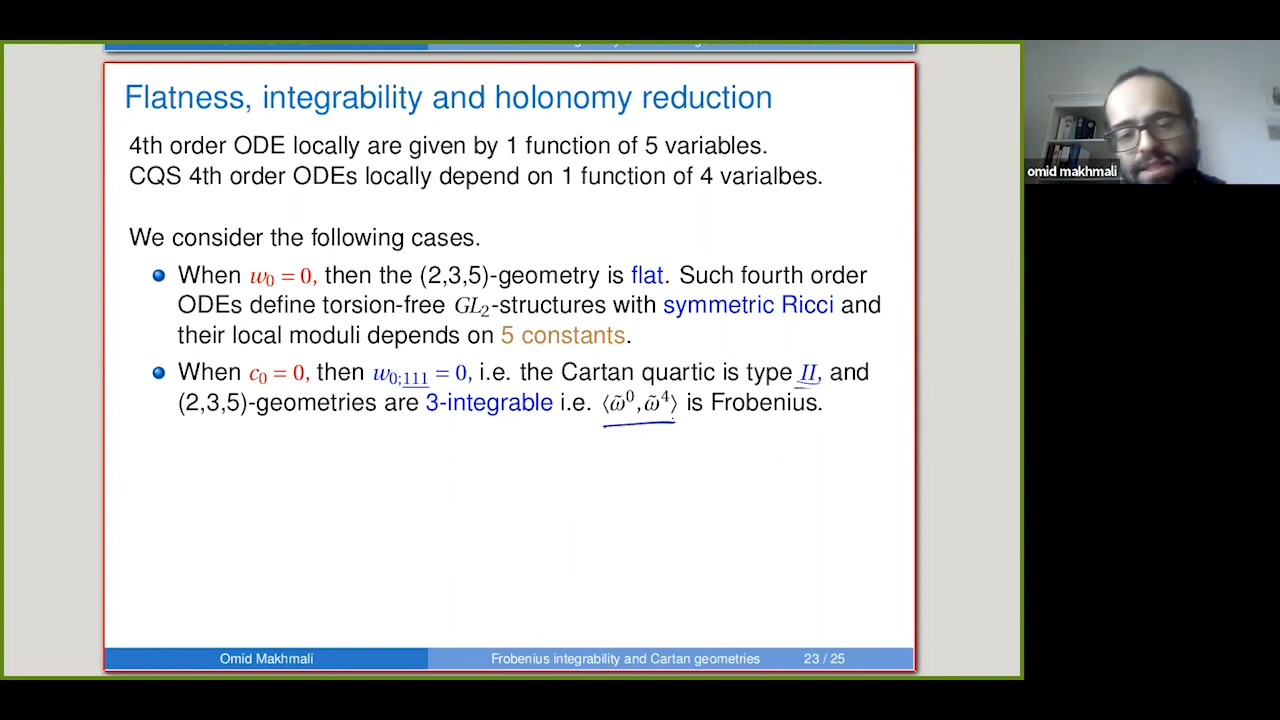 Flatness, integrability and holonomy reduction
4th order ODE locally are given by 1 function of 5 variables.
CQS 4th order ODEs locally depend on 1 function of 4 varialbes.
We consider the following cases.
When w₀ = 0, then the (2,3,5)-geometry is flat. Such fourth order
ODEs define torsion-free GL₂-structures with symmetric Ricci and
their local moduli depends on 5 constants.
When c₀ = 0, then w₀;₁₁₁ = 0, i.e. the Cartan quartic is type II, and
(2,3,5)-geometries are 3-integrable i.e. ⟨ω̃⁰, ω̃⁴⟩ is Frobenius.
Omid Makhmali
Frobenius integrability and Cartan geometries
23 / 25
omid makhmali